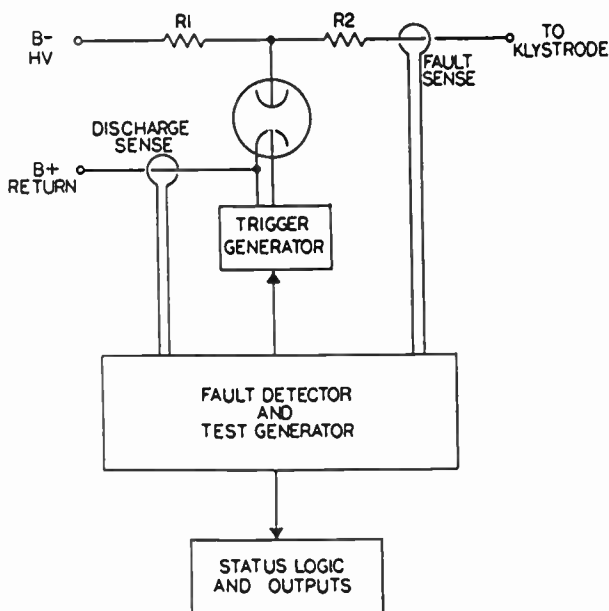 B-
HV
R1
R2
TO
KLYSTRODE
FAULT
SENSE
DISCHARGE
SENSE
B+
RETURN
TRIGGER
GENERATOR
FAULT DETECTOR
AND
TEST GENERATOR
STATUS LOGIC
AND OUTPUTS